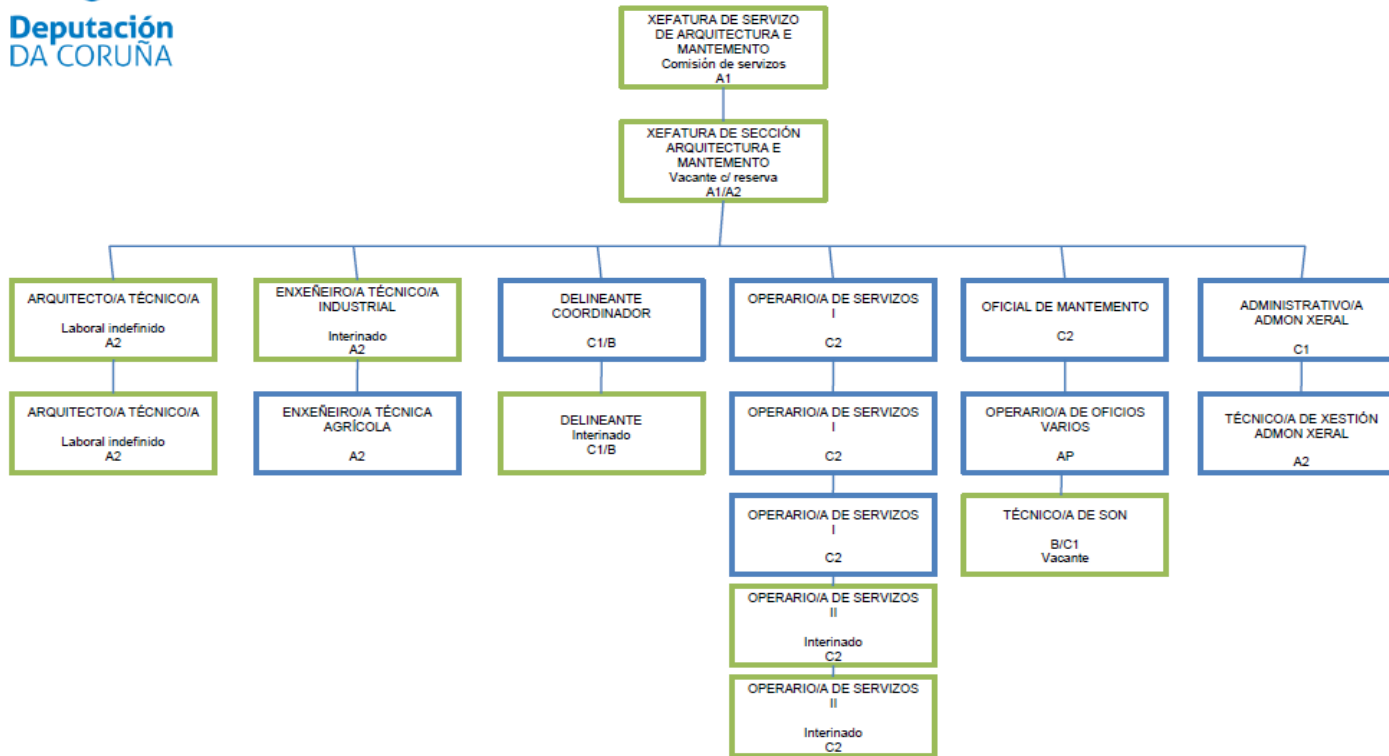 Deputación
DA CORUÑA
XEFATURA DE SERVIZO
DE ARQUITECTURA E
MANTEMENTO
Comisión de servizos
A1
XEFATURA DE SECCIÓN
ARQUITECTURA E
MANTEMENTO
Vacante c/ reserva
A1/A2
ARQUITECTO/A TÉCNICO/A
Laboral indefinido
A2
ENXEÑEIRO/A TÉCNICO/A
INDUSTRIAL
Interinado
A2
DELINEANTE
COORDINADOR
C1/B
OPERARIO/A DE SERVIZOS
I
C2
OFICIAL DE MANTEMENTO
C2
ADMINISTRATIVO/A
ADMON XERAL
C1
ARQUITECTO/A TÉCNICO/A
Laboral indefinido
A2
ENXEÑEIRO/A TÉCNICA
AGRÍCOLA
A2
DELINEANTE
Interinado
C1/B
OPERARIO/A DE SERVIZOS
I
C2
OPERARIO/A DE OFICIOS
VARIOS
AP
TÉCNICO/A DE XESTIÓN
ADMON XERAL
A2
OPERARIO/A DE SERVIZOS
I
C2
TÉCNICO/A DE SON
B/C1
Vacante
OPERARIO/A DE SERVIZOS
II
Interinado
C2
OPERARIO/A DE SERVIZOS
II
Interinado
C2